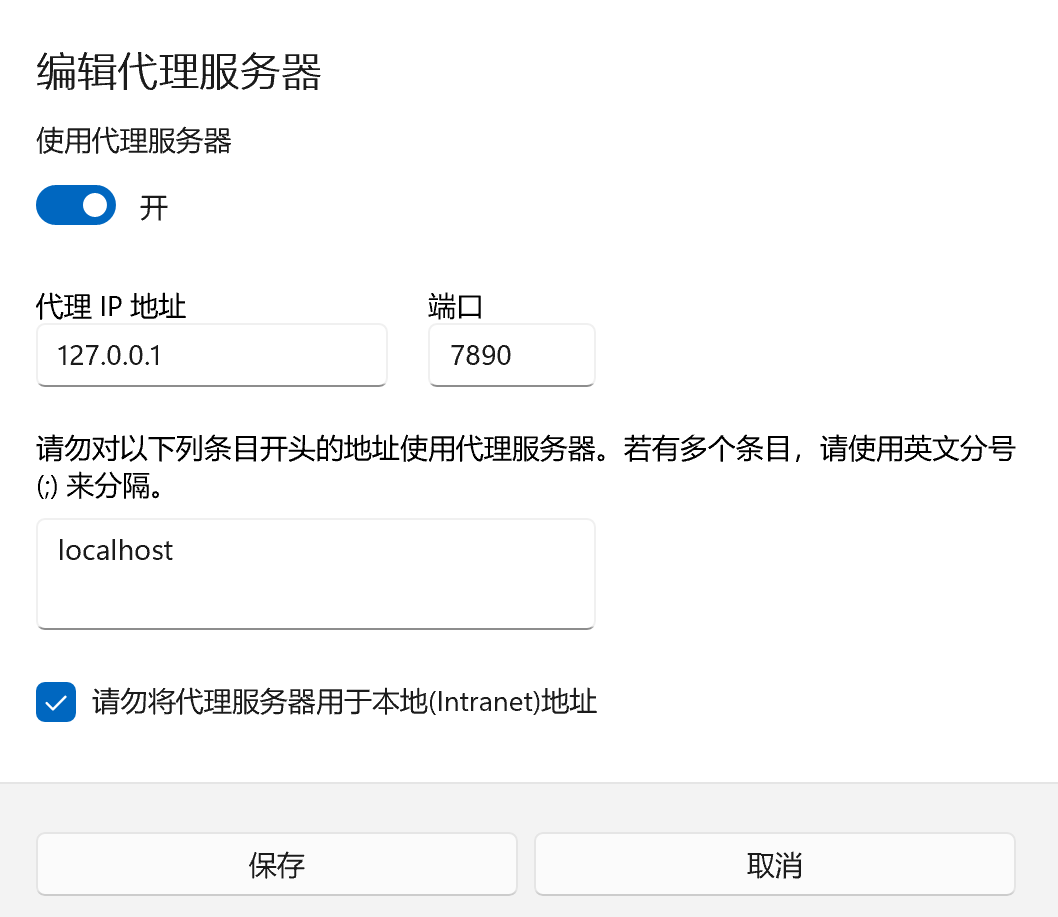 编辑代理服务器
使用代理服务器
开
代理 IP 地址
端口
127.0.0.1
7890
请勿对以下列条目开头的地址使用代理服务器。若有多个条目，请使用英文分号
(;) 来分隔。
localhost
请勿将代理服务器用于本地(Intranet)地址
保存
取消